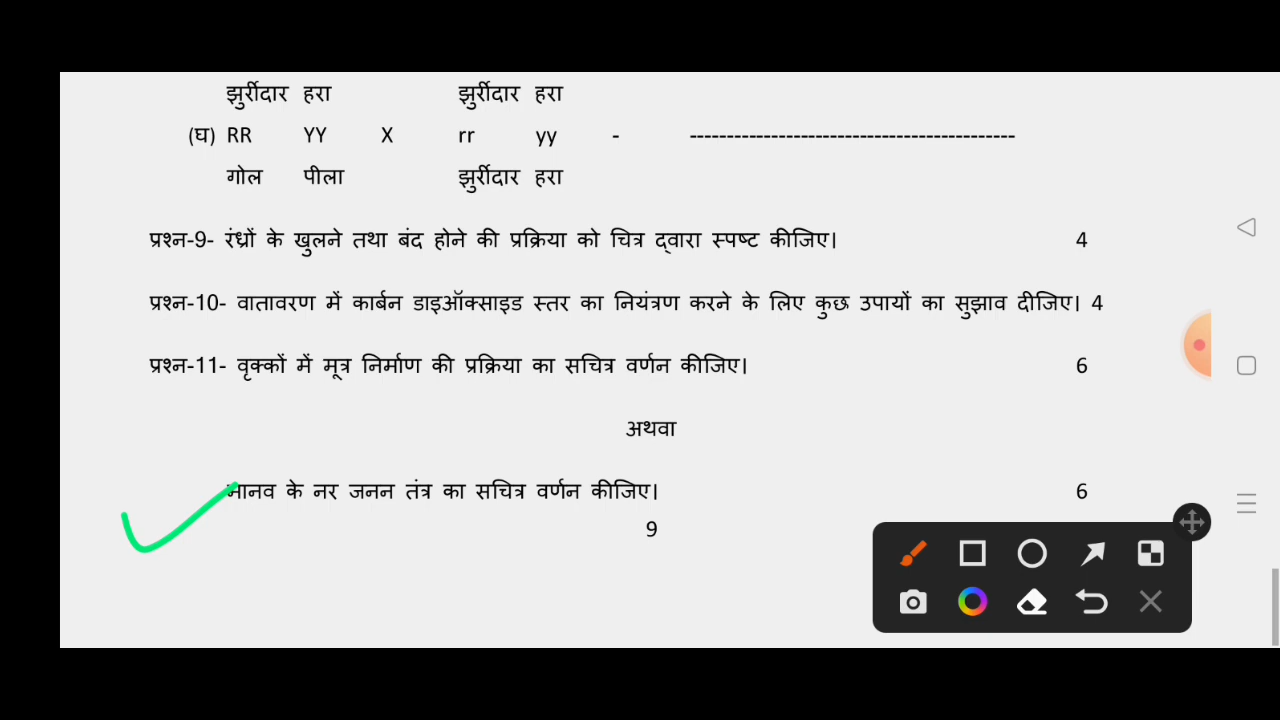 झुर्रीदार हरा झुर्रीदार हरा
(घ) RR YY X rr yy - -------------------------------------------
गोल पीला झुर्रीदार हरा
प्रश्न-9- रंध्रों के खुलने तथा बंद होने की प्रक्रिया को चित्र द्वारा स्पष्ट कीजिए। 4
प्रश्न-10- वातावरण में कार्बन डाइऑक्साइड स्तर का नियंत्रण करने के लिए कुछ उपायों का सुझाव दीजिए। 4
प्रश्न-11- वृक्कों में मूत्र निर्माण की प्रक्रिया का सचित्र वर्णन कीजिए। 6
अथवा
मानव के नर जनन तंत्र का सचित्र वर्णन कीजिए। 6
9